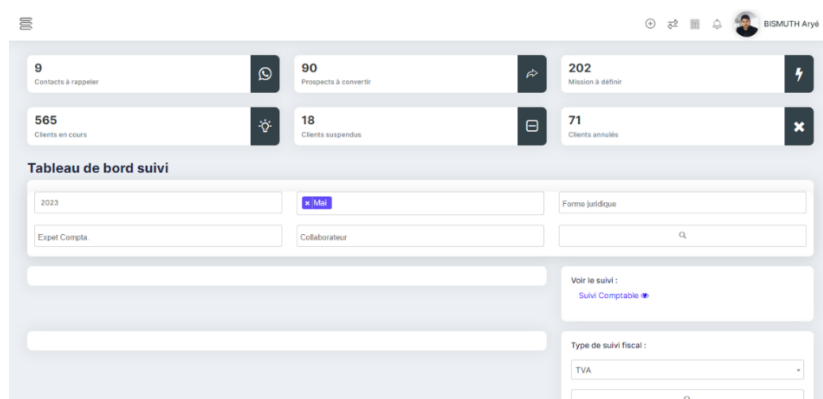 BISMUTH Aryé
9
Contacts à rappeler
90
Prospects à convertir
202
Mission à définir
565
Clients en cours
18
Clients suspendus
71
Clients annulés
Tableau de bord suivi
2023
× Mai
Forme juridique
Expet Compta.
Collaborateur
Voir le suivi :
Suivi Comptable
Type de suivi fiscal :
TVA